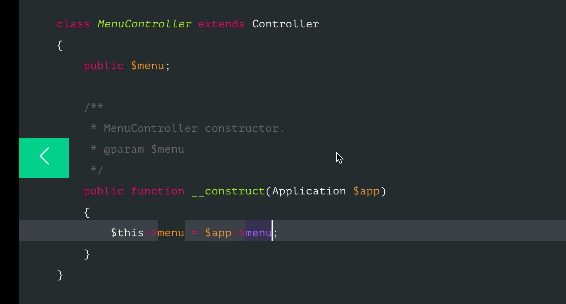 class MenuController extends Controller
{
public $menu;
/**
* MenuController constructor.
* @param $menu
*/
public function __construct(Application $app)
{
$this->menu = $app->menu;
}
}